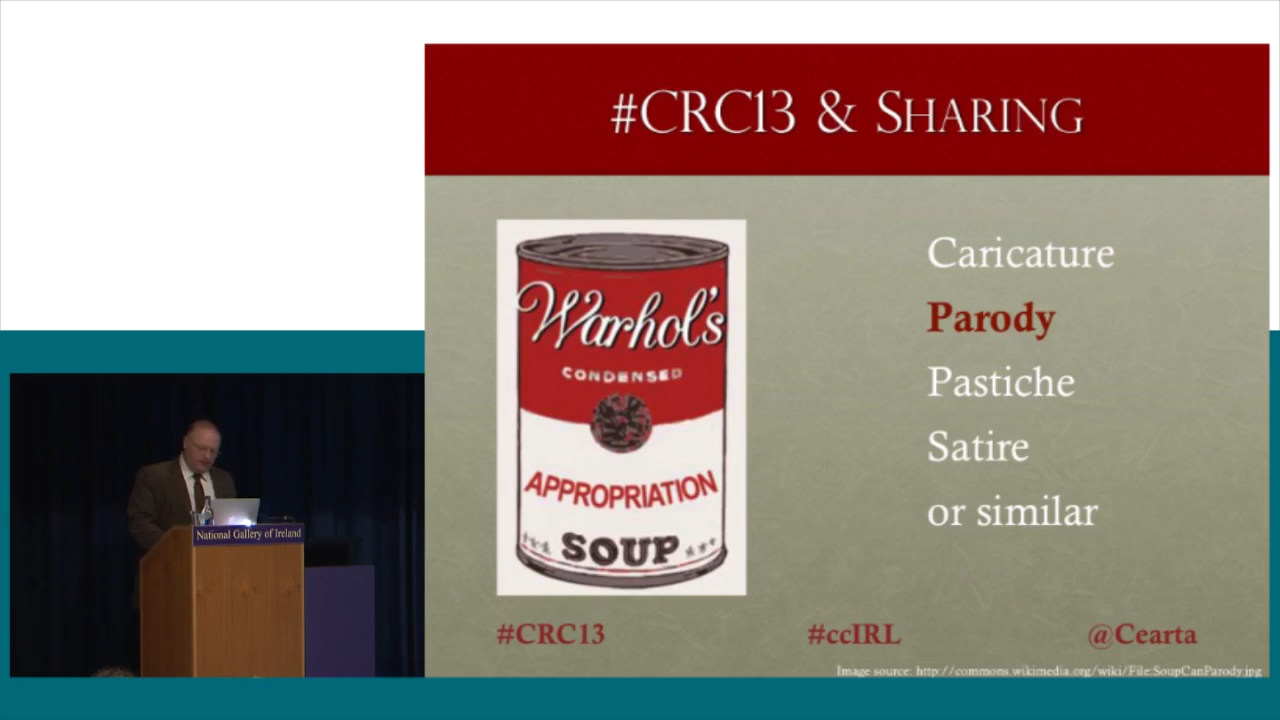 #CRC13 & SHARING
Warhol's
CONDENSED
APPROPRIATION
SOUP
Caricature
Parody
Pastiche
Satire
or similar
#CRC13
#ccIRL
@Cearta
Image source: http://commons.wikimedia.org/wiki/File:SoupCanParody.jpg
National Gallery of Ireland